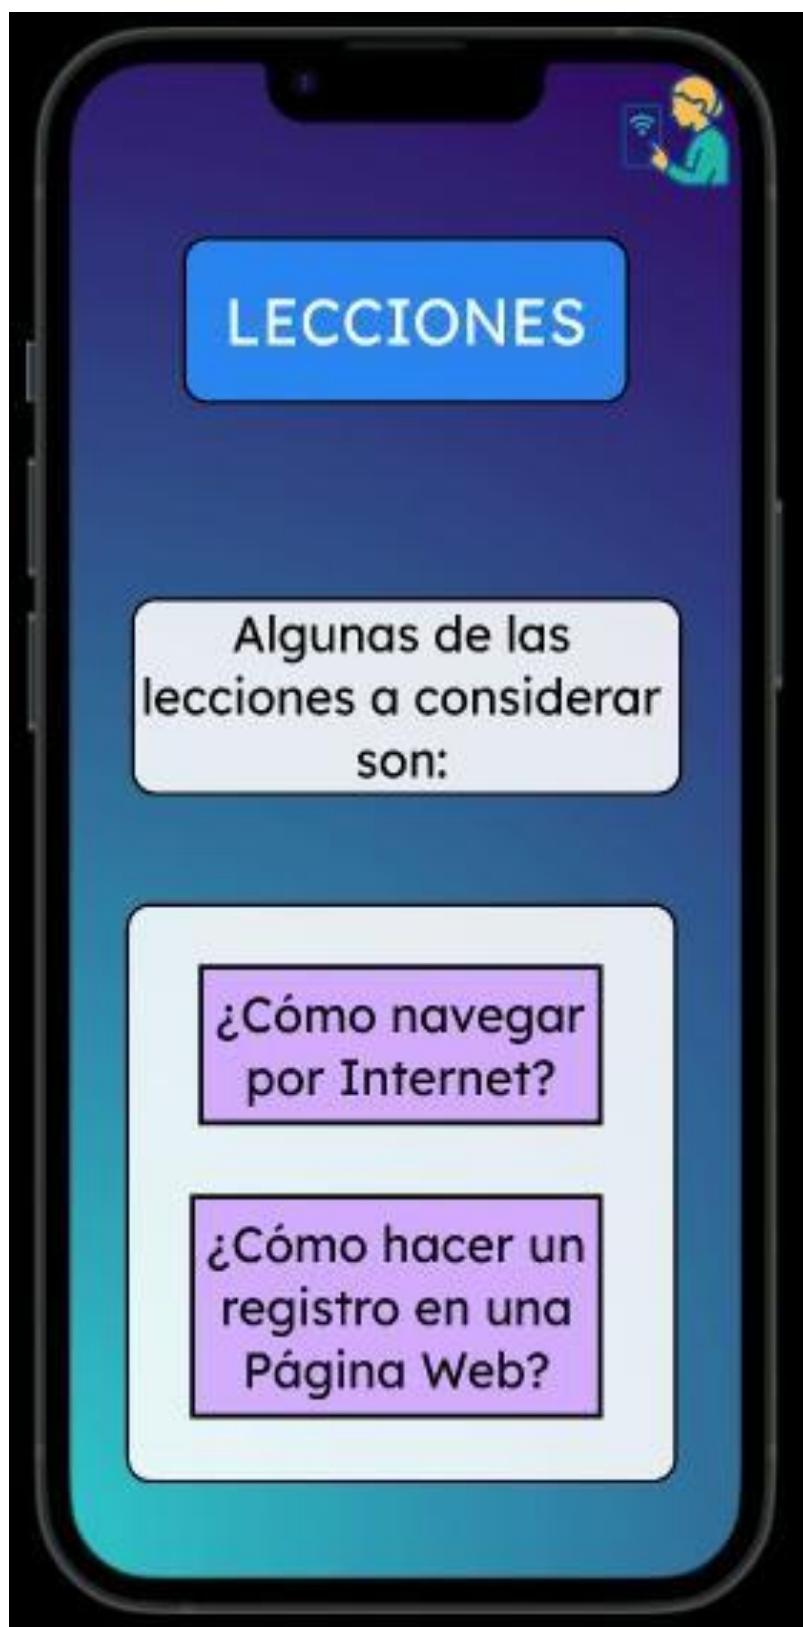 LECCIONES
Algunas de las
lecciones a considerar
son:
¿Cómo navegar
por Internet?
¿Cómo hacer un
registro en una
Página Web?